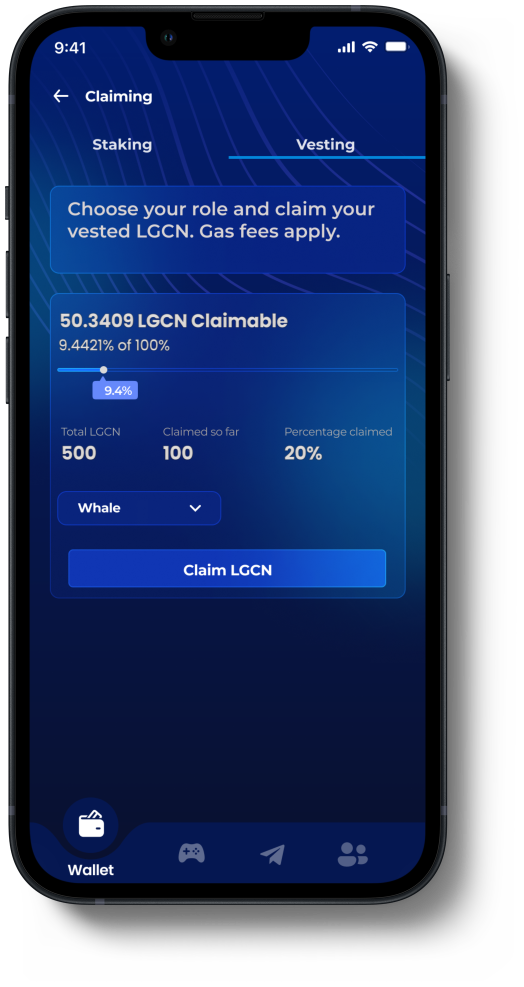 9:41
Claiming
Staking
Vesting
Choose your role and claim your
vested LGCN. Gas fees apply.
50.3409 LGCN Claimable
9.4421% of 100%
9.4%
Total LGCN
Claimed so far
Percentage claimed
500
100
20%
Whale
Claim LGCN
Wallet